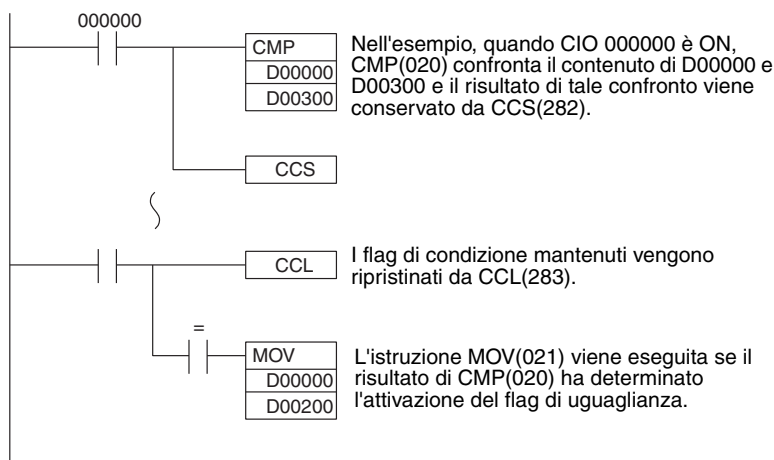 000000
CMP
D00000
D00300
Nell'esempio, quando CIO 000000 è ON,
CMP(020) confronta il contenuto di D00000 e
D00300 e il risultato di tale confronto viene
conservato da CCS(282).
CCS
CCL
I flag di condizione mantenuti vengono
ripristinati da CCL(283).
=
MOV
D00000
D00200
L'istruzione MOV(021) viene eseguita se il
risultato di CMP(020) ha determinato
l'attivazione del flag di uguaglianza.